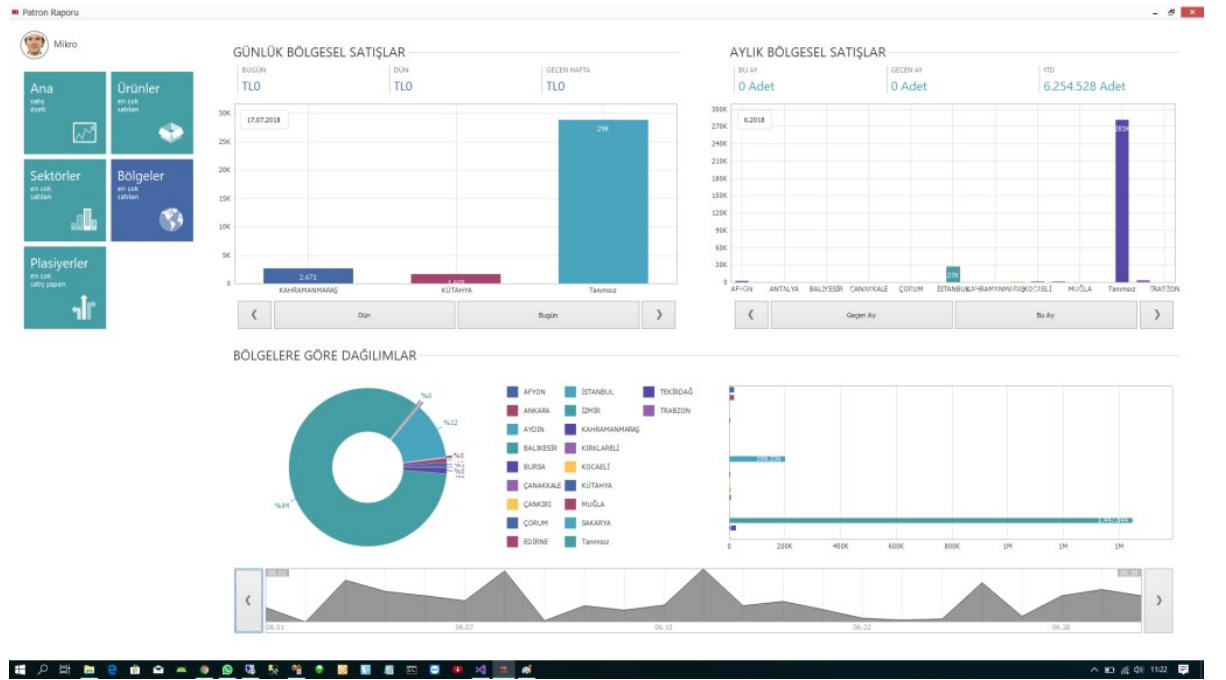 Patron Raporu
Mikro
Ana
satış
özeti
Ürünler
en çok
satılan
Sektörler
en çok
satılan
Bölgeler
en çok
satılan
Plasiyerler
en çok
satış yapan
GÜNLÜK BÖLGESEL SATIŞLAR
BUGÜN DÜN GEÇEN HAFTA
TL0 TL0 TL0
17.07.2018
30K
25K
20K
15K
10K
5K
0
2.671
29K
KAHRAMANMARAŞ KÜTAHYA Tanımsız
Dün Bugün
AYLIK BÖLGESEL SATIŞLAR
BU AY GEÇEN AY YTD
0 Adet 0 Adet 6.254.528 Adet
6.2018
300K
270K
240K
210K
180K
150K
120K
90K
60K
30K
0
27K
281K
AFYON ANTALYA BALIKESİR ÇANAKKALE ÇORUM İSTANBUL KAHRAMANMARAŞ KOCAELİ MUĞLA Tanımsız TRABZON
Geçen Ay Bu Ay
BÖLGELERE GÖRE DAĞILIMLAR
%0
%12
%0
%1
%0
%84
AFYON İSTANBUL TEKİRDAĞ
ANKARA İZMİR TRABZON
AYDIN KAHRAMANMARAŞ
BALIKESİR KIRKLARELİ
BURSA KOCAELİ
ÇANAKKALE KÜTAHYA
ÇANKIRI MUĞLA
ÇORUM SAKARYA
EDİRNE Tanımsız
0 200K 400K 600K 800K 1M 1M 1M
06.01 06.30
06.01 06.07 06.22 06.28
11:22